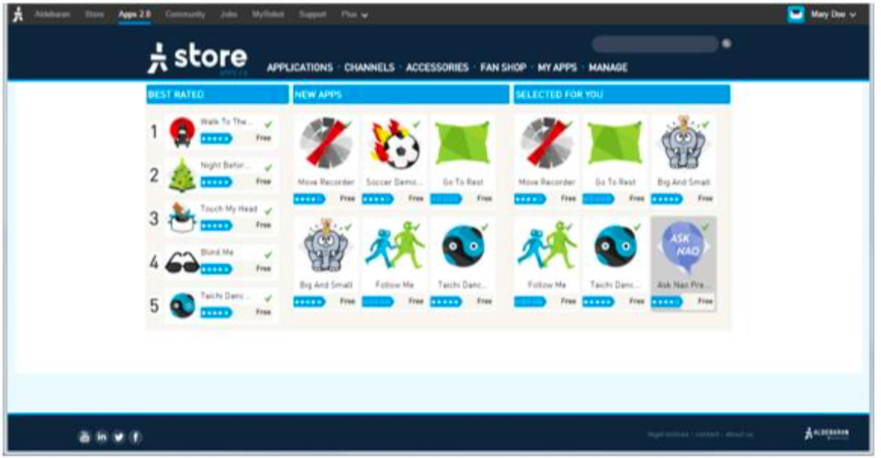 Aldebaran Store Apps 2.0 Community Jobs MyRobot Support Plus Mary Doe
store
APPS 2.0
APPLICATIONS · CHANNELS · ACCESSORIES · FAN SHOP · MY APPS · MANAGE
BEST RATED
1 Walk To The...
Free
2 Night Befor...
Free
3 Touch My Head
Free
4 Blind Me
Free
5 Taichi Danc...
Free
NEW APPS
Move Recorder Soccer Demo... Go To Rest
Free Free Free
Big And Small Follow Me Taichi Danc...
Free Free Free
SELECTED FOR YOU
Move Recorder Go To Rest Big And Small
Free Free Free
ASK
NAO
Follow Me Taichi Danc... Ask Nao Pre...
Free Free Free
legal notices - contact - about us
ALDEBARAN